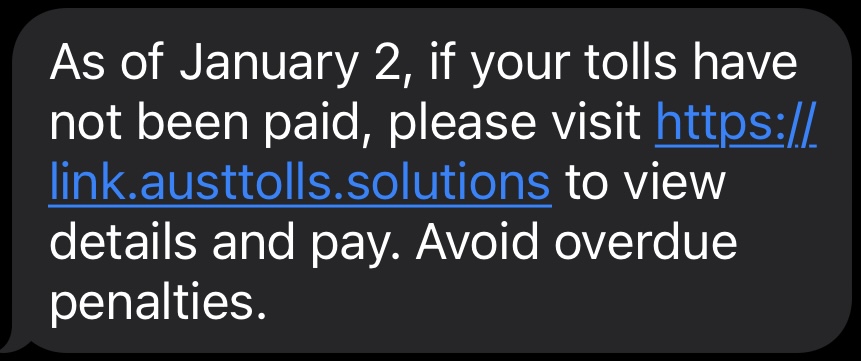 As of January 2, if your tolls have
not been paid, please visit https://
link.austtolls.solutions to view
details and pay. Avoid overdue
penalties.